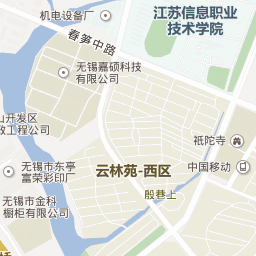 机电设备厂
江苏信息职业
技术学院
春笋中路
无锡嘉硕科技
有限公司
山开发区
政工程公司
祇陀寺
无锡市东亭
富荣彩印厂
云林苑-西区
中国移动
殷巷上
无锡市金科
橱柜有限公司